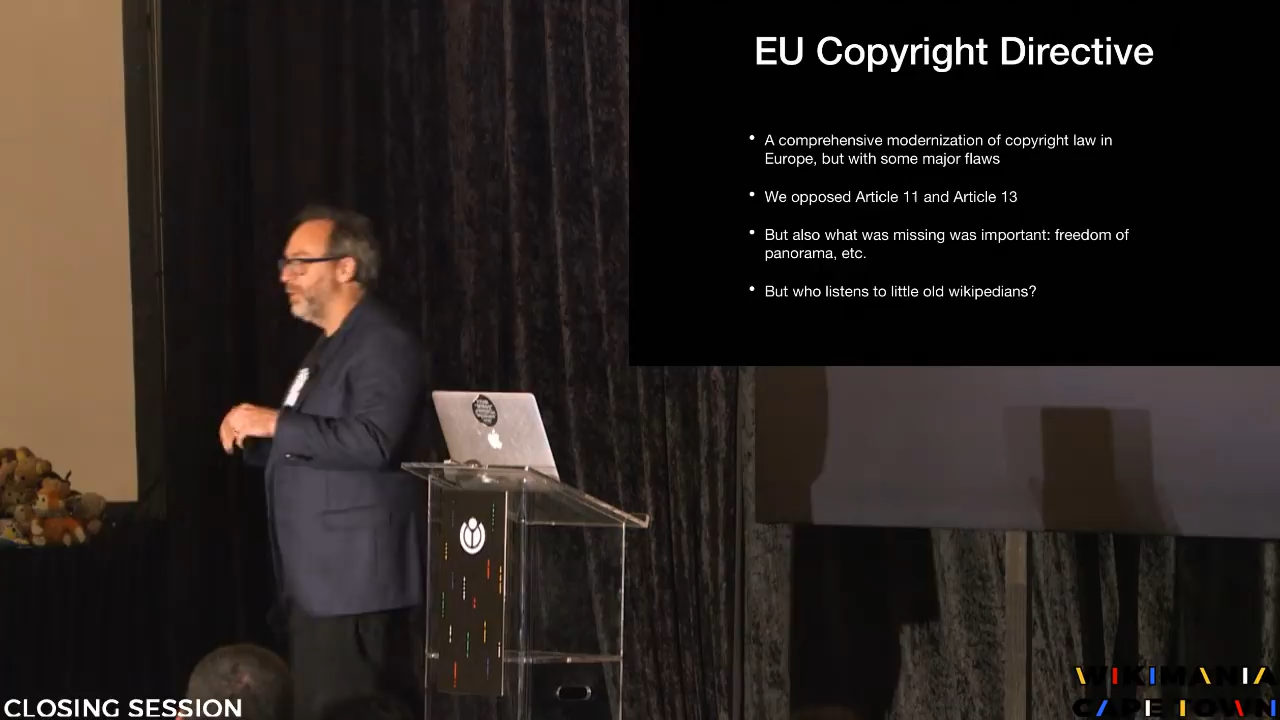 EU Copyright Directive
• A comprehensive modernization of copyright law in
Europe, but with some major flaws
• We opposed Article 11 and Article 13
• But also what was missing was important: freedom of
panorama, etc.
• But who listens to little old wikipedians?
CLOSING SESSION
WIKIMANIA
CAPE TOWN